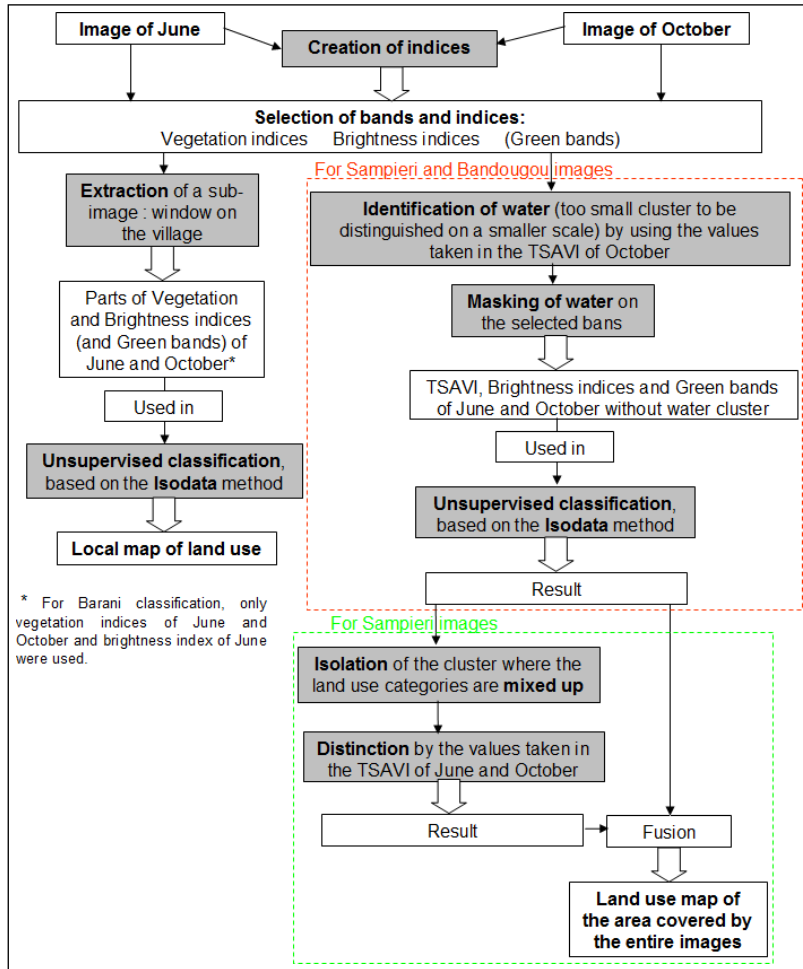 Image of June
Creation of indices
Image of October
Selection of bands and indices:
Vegetation indices Brightness indices (Green bands)
Extraction of a sub-
image : window on
the village
Parts of Vegetation
and Brightness indices
(and Green bands) of
June and October*
Used in
Unsupervised classification,
based on the Isodata method
Local map of land use
* For Barani classification, only
vegetation indices of June and
October and brightness index of June
were used.
For Sampieri and Bandougou images
Identification of water (too small cluster to be
distinguished on a smaller scale) by using the values
taken in the TSAVI of October
Masking of water on
the selected bans
TSAVI, Brightness indices and Green bands
of June and October without water cluster
Used in
Unsupervised classification,
based on the Isodata method
Result
For Sampieri images
Isolation of the cluster where the
land use categories are mixed up
Distinction by the values taken in
the TSAVI of June and October
Result
Fusion
Land use map of
the area covered by
the entire images